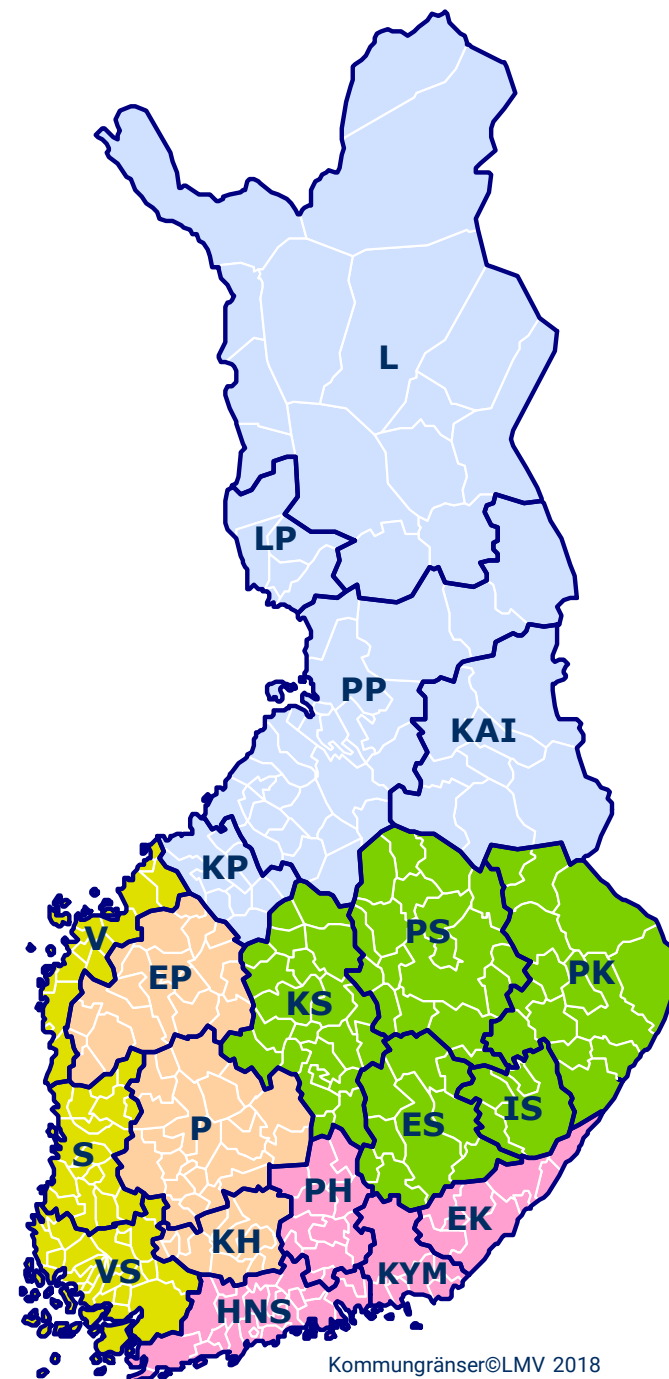 L
LP
PP
KAI
KP
V
PS
EP
PK
KS
IS
P
ES
S
PH
EK
KH
VS
KYM
HNS
Kommungränser©LMV 2018